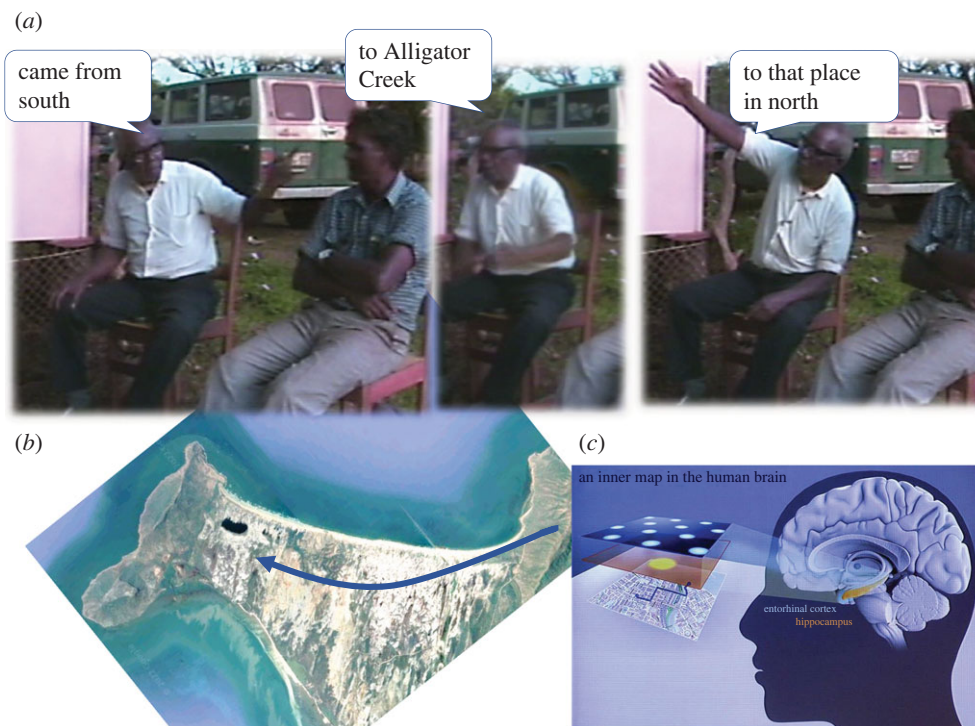 (a)
came from
south
to Alligator
Creek
to that place
in north
(b)
(c)
an inner map in the human brain
entorhinal cortex
hippocampus